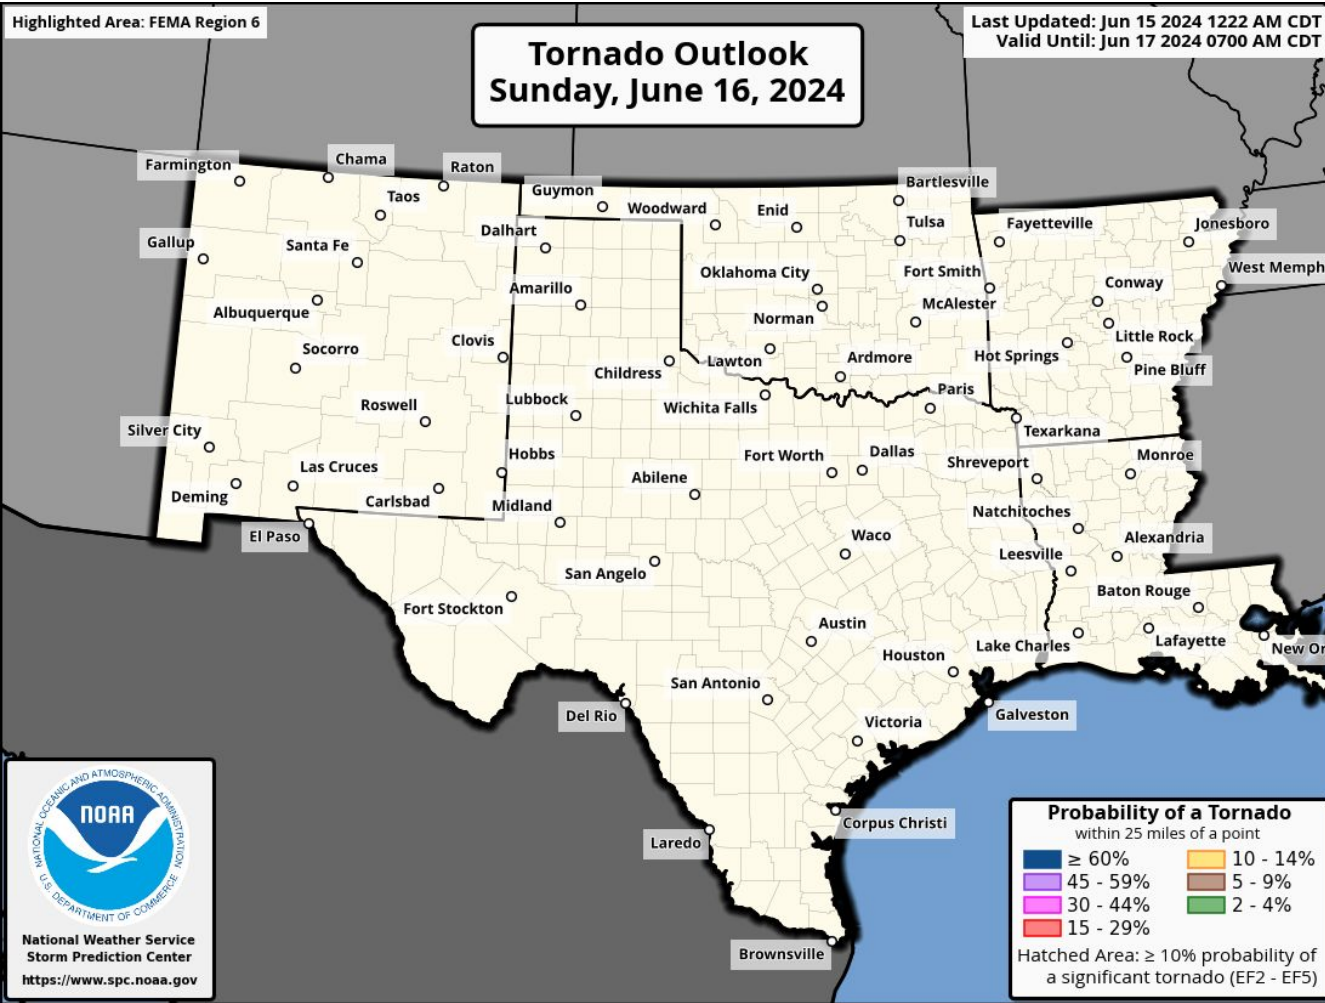 Highlighted Area: FEMA Region 6
Last Updated: Jun 15 2024 1222 AM CDT
Valid Until: Jun 17 2024 0700 AM CDT
Tornado Outlook
Sunday, June 16, 2024
Farmington
Chama
Raton
Taos
Guymon
Woodward
Enid
Bartlesville
Tulsa
Fayetteville
Jonesboro
Gallup
Santa Fe
Dalhart
Oklahoma City
Fort Smith
West Memph
Amarillo
Conway
Albuquerque
Norman
McAlester
Little Rock
Socorro
Clovis
Childress
Lawton
Ardmore
Hot Springs
Pine Bluff
Roswell
Lubbock
Wichita Falls
Paris
Texarkana
Silver City
Las Cruces
Hobbs
Abilene
Fort Worth
Dallas
Shreveport
Monroe
Deming
Carlsbad
Midland
Natchitoches
El Paso
San Angelo
Waco
Leesville
Alexandria
Fort Stockton
Baton Rouge
Austin
Lake Charles
Lafayette
New Or
Houston
San Antonio
Del Rio
Victoria
Galveston
Laredo
Corpus Christi
Brownsville
NATIONAL OCEANIC AND ATMOSPHERIC ADMINISTRATION
NOAA
U.S. DEPARTMENT OF COMMERCE
National Weather Service
Storm Prediction Center
https://www.spc.noaa.gov
Probability of a Tornado
within 25 miles of a point
≥ 60% 10 - 14%
45 - 59% 5 - 9%
30 - 44% 2 - 4%
15 - 29%
Hatched Area: ≥ 10% probability of
a significant tornado (EF2 - EF5)